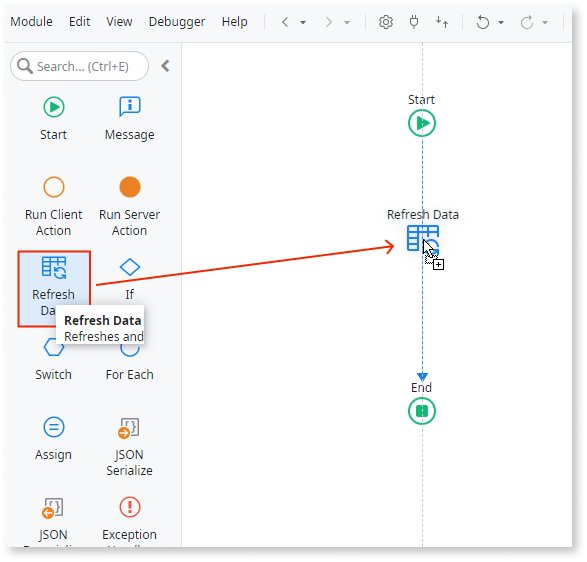 Module Edit View Debugger Help
Search... (Ctrl+E)
Start
Message
Run Client
Action
Run Server
Action
Refresh
If
Refresh Data
Refreshes and
Switch
For Each
Assign
JSON
Serialize
JSON
Exception
Start
Refresh Data
End